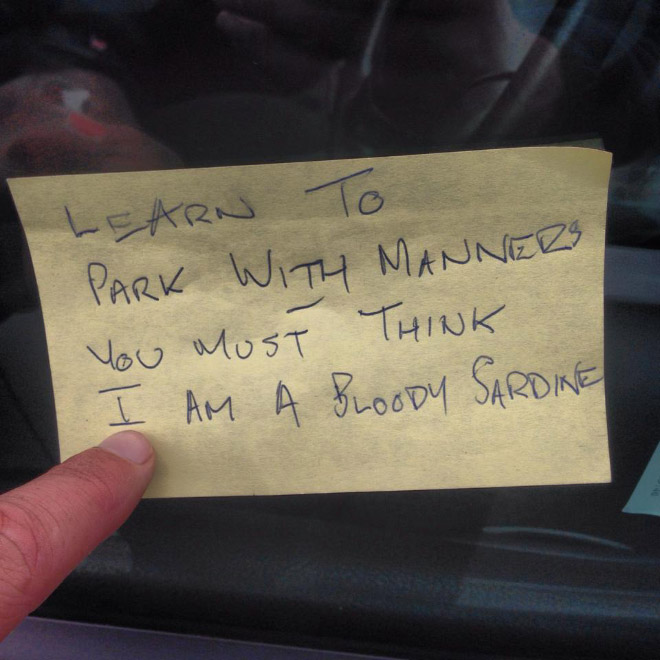 LEARN TO
PARK WITH MANNERS
YOU MUST THINK
I AM A BLOODY SARDINE